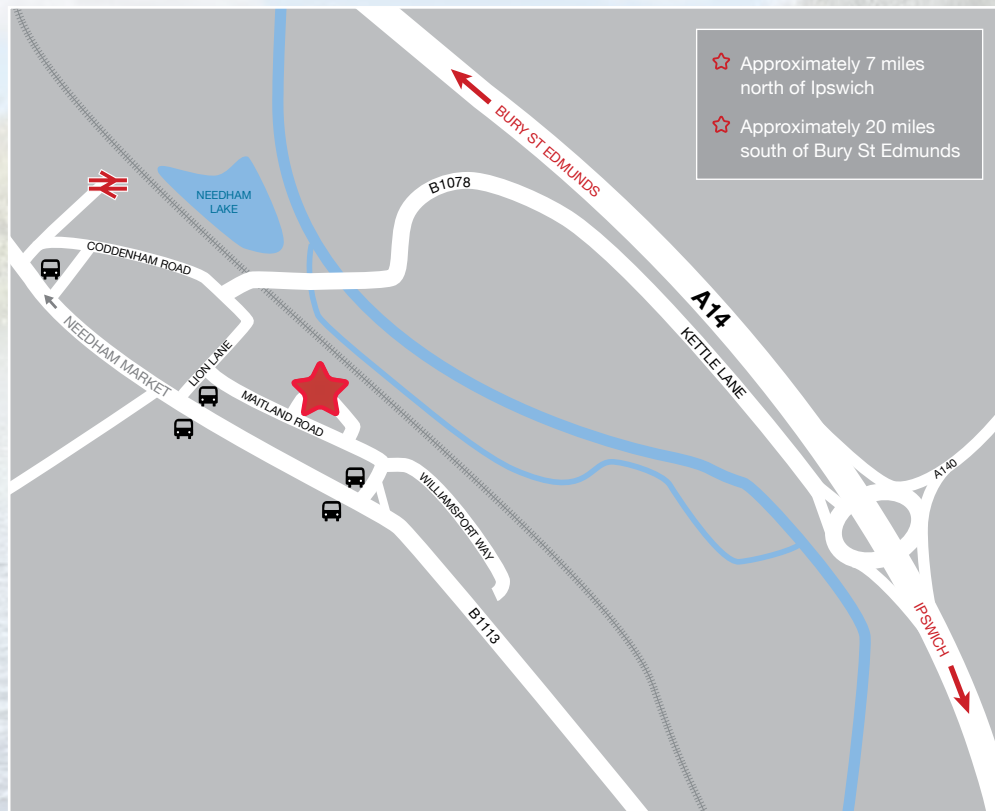 Approximately 7 miles
north of Ipswich
Approximately 20 miles
south of Bury St Edmunds
BURY ST EDMUNDS
B1078
NEEDHAM
LAKE
CODDENHAM ROAD
A14
KETTLE LANE
NEEDHAM MARKET
LION LANE
MAITLAND ROAD
WILLIAMSPORT WAY
A140
B1113
IPSWICH